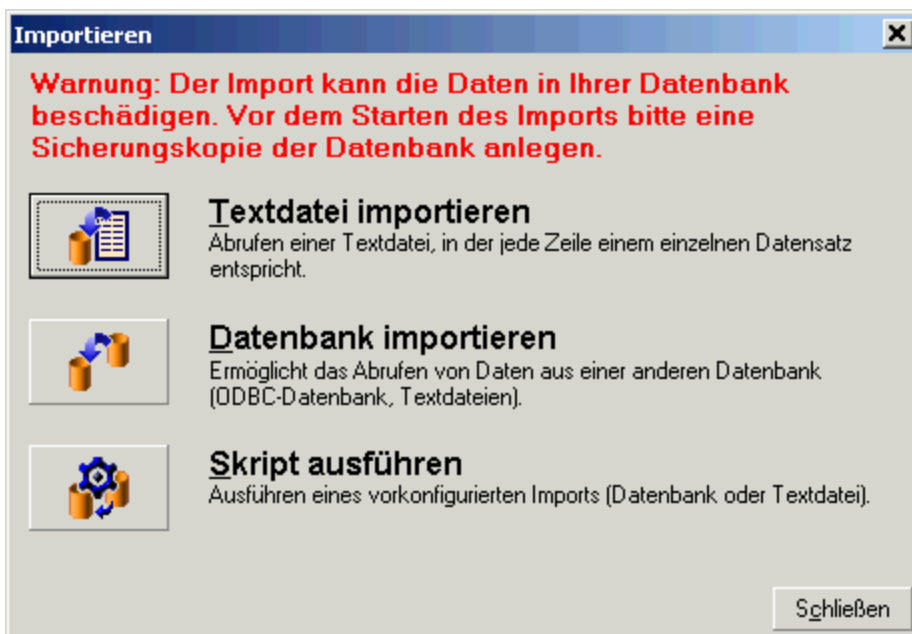 Importieren
Warnung: Der Import kann die Daten in Ihrer Datenbank
beschädigen. Vor dem Starten des Imports bitte eine
Sicherungskopie der Datenbank anlegen.
Textdatei importieren
Abrufen einer Textdatei, in der jede Zeile einem einzelnen Datensatz
entspricht.
Datenbank importieren
Ermöglicht das Abrufen von Daten aus einer anderen Datenbank
(ODBC-Datenbank, Textdateien).
Skript ausführen
Ausführen eines vorkonfigurierten Imports (Datenbank oder Textdatei).
Schließen